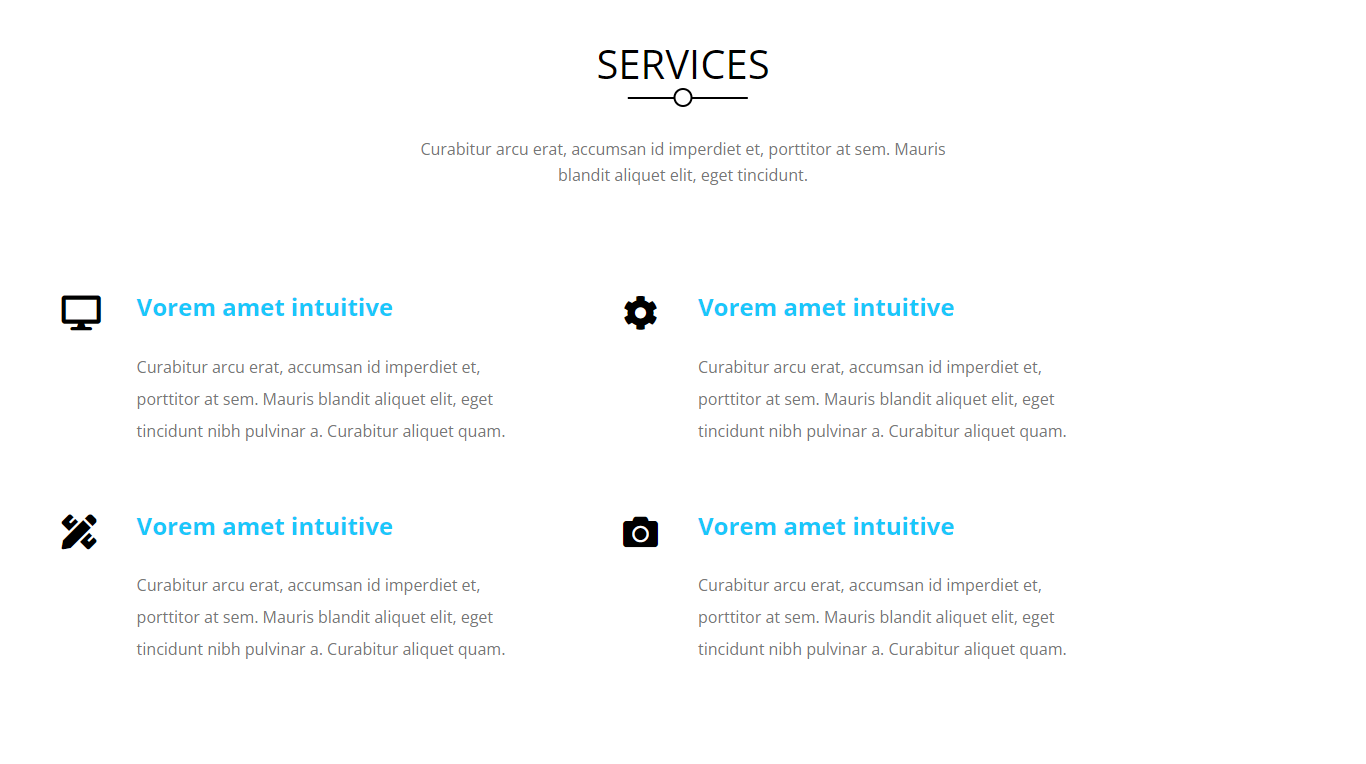 SERVICES
Curabitur arcu erat, accumsan id imperdiet et, porttitor at sem. Mauris
blandit aliquet elit, eget tincidunt.
Vorem amet intuitive
Curabitur arcu erat, accumsan id imperdiet et,
porttitor at sem. Mauris blandit aliquet elit, eget
tincidunt nibh pulvinar a. Curabitur aliquet quam.
Vorem amet intuitive
Curabitur arcu erat, accumsan id imperdiet et,
porttitor at sem. Mauris blandit aliquet elit, eget
tincidunt nibh pulvinar a. Curabitur aliquet quam.
Vorem amet intuitive
Curabitur arcu erat, accumsan id imperdiet et,
porttitor at sem. Mauris blandit aliquet elit, eget
tincidunt nibh pulvinar a. Curabitur aliquet quam.
Vorem amet intuitive
Curabitur arcu erat, accumsan id imperdiet et,
porttitor at sem. Mauris blandit aliquet elit, eget
tincidunt nibh pulvinar a. Curabitur aliquet quam.